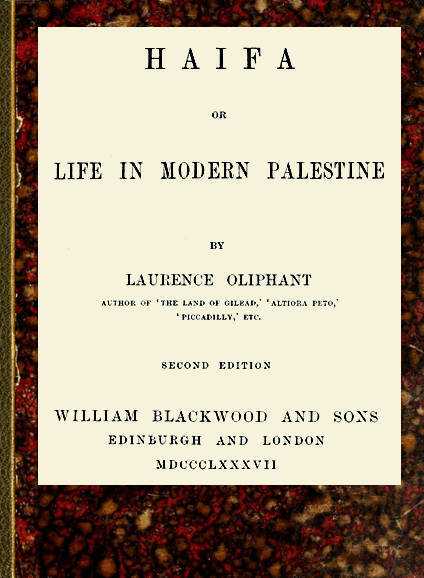 HAIFA
OR
LIFE IN MODERN PALESTINE
BY
LAURENCE OLIPHANT
AUTHOR OF 'THE LAND OF GILEAD,' 'ALTIORA PETO,'
'PICCADILLY,' ETC.
SECOND EDITION
WILLIAM BLACKWOOD AND SONS
EDINBURGH AND LONDON
MDCCCLXXXVII